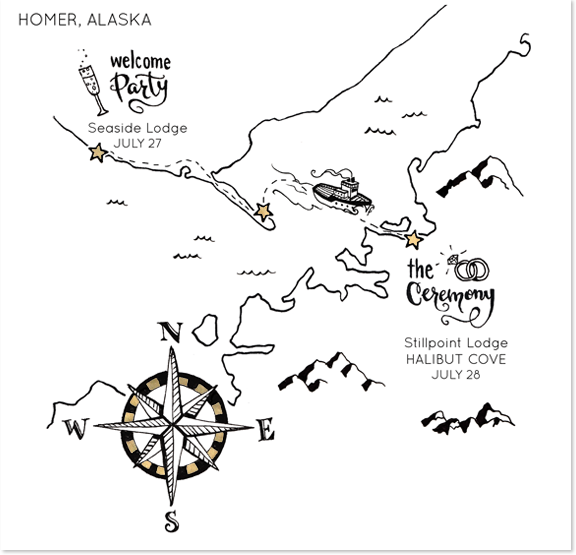 HOMER, ALASKA
welcome
Party
Seaside Lodge
JULY 27
the
Ceremony
Stillpoint Lodge
HALIBUT COVE
JULY 28
N
W
E
S